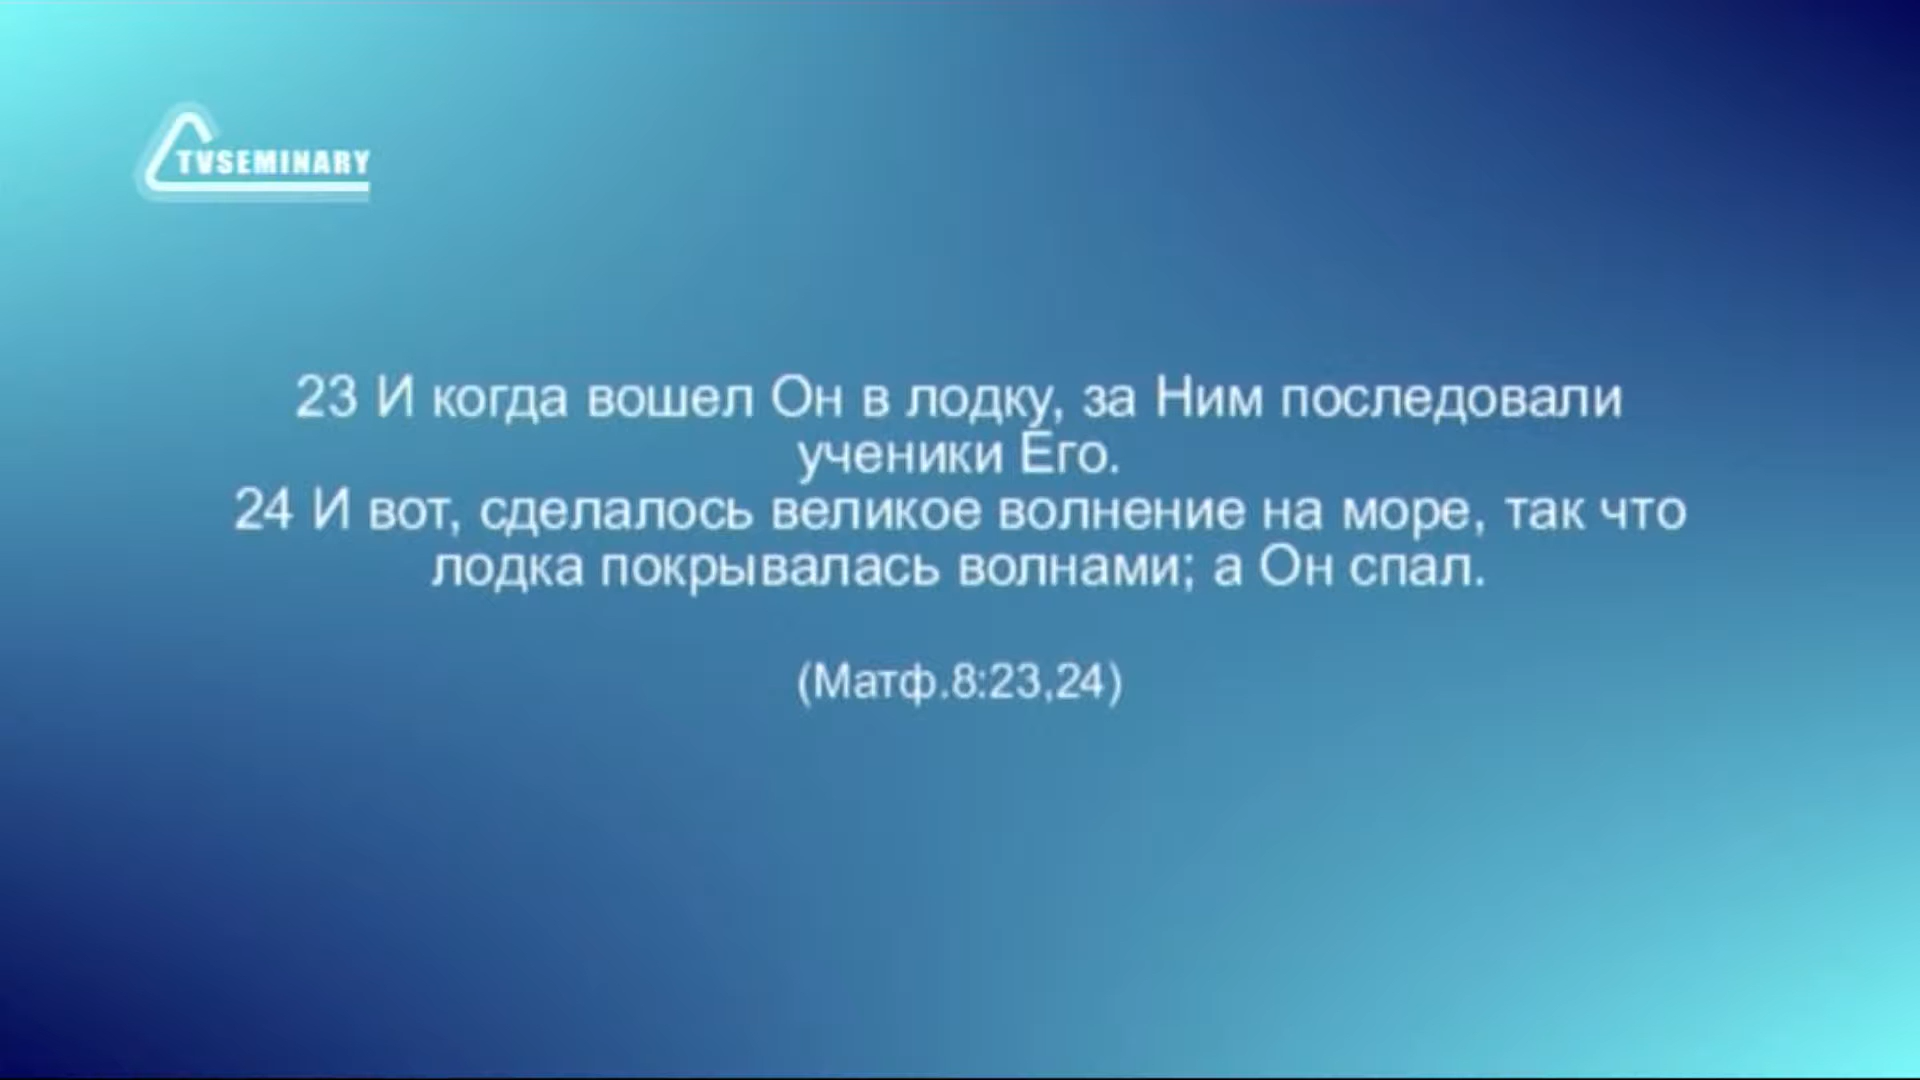 TVSEMINARY
23 И когда вошел Он в лодку, за Ним последовали
ученики Его.
24 И вот, сделалось великое волнение на море, так что
лодка покрывалась волнами; а Он спал.
(Матф.8:23,24)